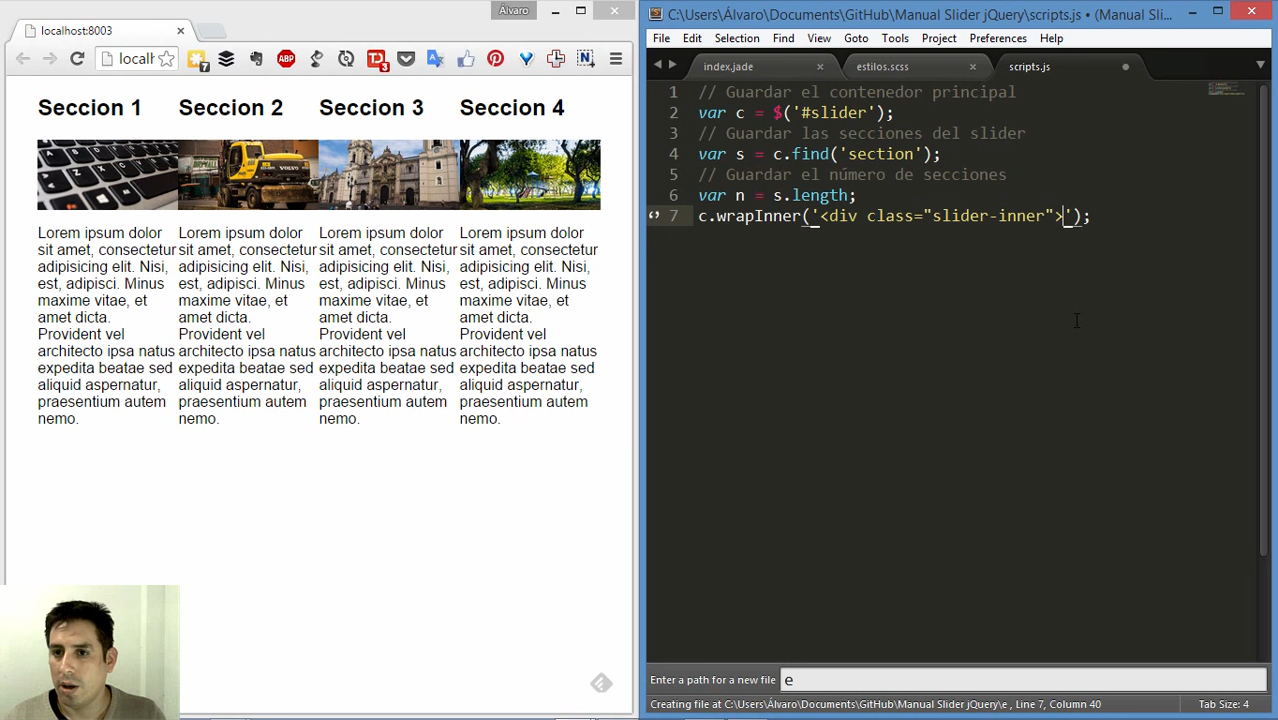 Álvaro
localhost:8003
localh
7
ABP
TD
3
N
Seccion 1 Seccion 2 Seccion 3 Seccion 4
VOLVO
Lorem ipsum dolor Lorem ipsum dolor Lorem ipsum dolor Lorem ipsum dolor
sit amet, consectetur sit amet, consectetur sit amet, consectetur sit amet, consectetur
adipisicing elit. Nisi, adipisicing elit. Nisi, adipisicing elit. Nisi, adipisicing elit. Nisi,
est, adipisci. Minus est, adipisci. Minus est, adipisci. Minus est, adipisci. Minus
maxime vitae, et maxime vitae, et maxime vitae, et maxime vitae, et
amet dicta. amet dicta. amet dicta. amet dicta.
Provident vel Provident vel Provident vel Provident vel
architecto ipsa natus architecto ipsa natus architecto ipsa natus architecto ipsa natus
expedita beatae sed expedita beatae sed expedita beatae sed expedita beatae sed
aliquid aspernatur, aliquid aspernatur, aliquid aspernatur, aliquid aspernatur,
praesentium autem praesentium autem praesentium autem praesentium autem
nemo. nemo. nemo. nemo.
C:\Users\Álvaro\Documents\GitHub\Manual Slider jQuery\scripts.js • (Manual Sli...
File Edit Selection Find View Goto Tools Project Preferences Help
index.jade estilos.scss scripts.js
1 // Guardar el contenedor principal
2 var c = $('#slider');
3 // Guardar las secciones del slider
4 var s = c.find('section');
5 // Guardar el número de secciones
6 var n = s.length;
7 c.wrapInner('<div class="slider-inner">');
Enter a path for a new file e
Creating file at C:\Users\Álvaro\Documents\GitHub\Manual Slider jQuery\e , Line 7, Column 40 Tab Size: 4